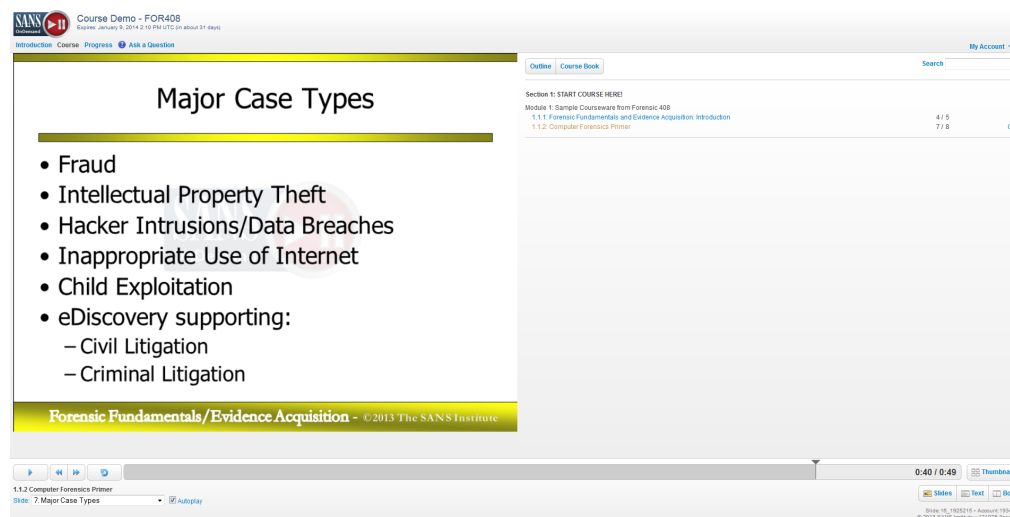 SANS
OnDemand
Course Demo - FOR408
Expires: January 9, 2014 2:10 PM UTC (in about 31 days)
Introduction Course Progress Ask a Question
My Account
Major Case Types
• Fraud
• Intellectual Property Theft
• Hacker Intrusions/Data Breaches
• Inappropriate Use of Internet
• Child Exploitation
• eDiscovery supporting:
– Civil Litigation
– Criminal Litigation
Forensic Fundamentals/Evidence Acquisition - ©2013 The SANS Institute
Outline Course Book
Search
Section 1: START COURSE HERE!
Module 1: Sample Courseware from Forensic 408
1.1.1: Forensic Fundamentals and Evidence Acquisition: Introduction 4 / 5
1.1.2: Computer Forensics Primer 7 / 8
0:40 / 0:49
1.1.2 Computer Forensics Primer
Slide: 7. Major Case Types Autoplay
Slides Text